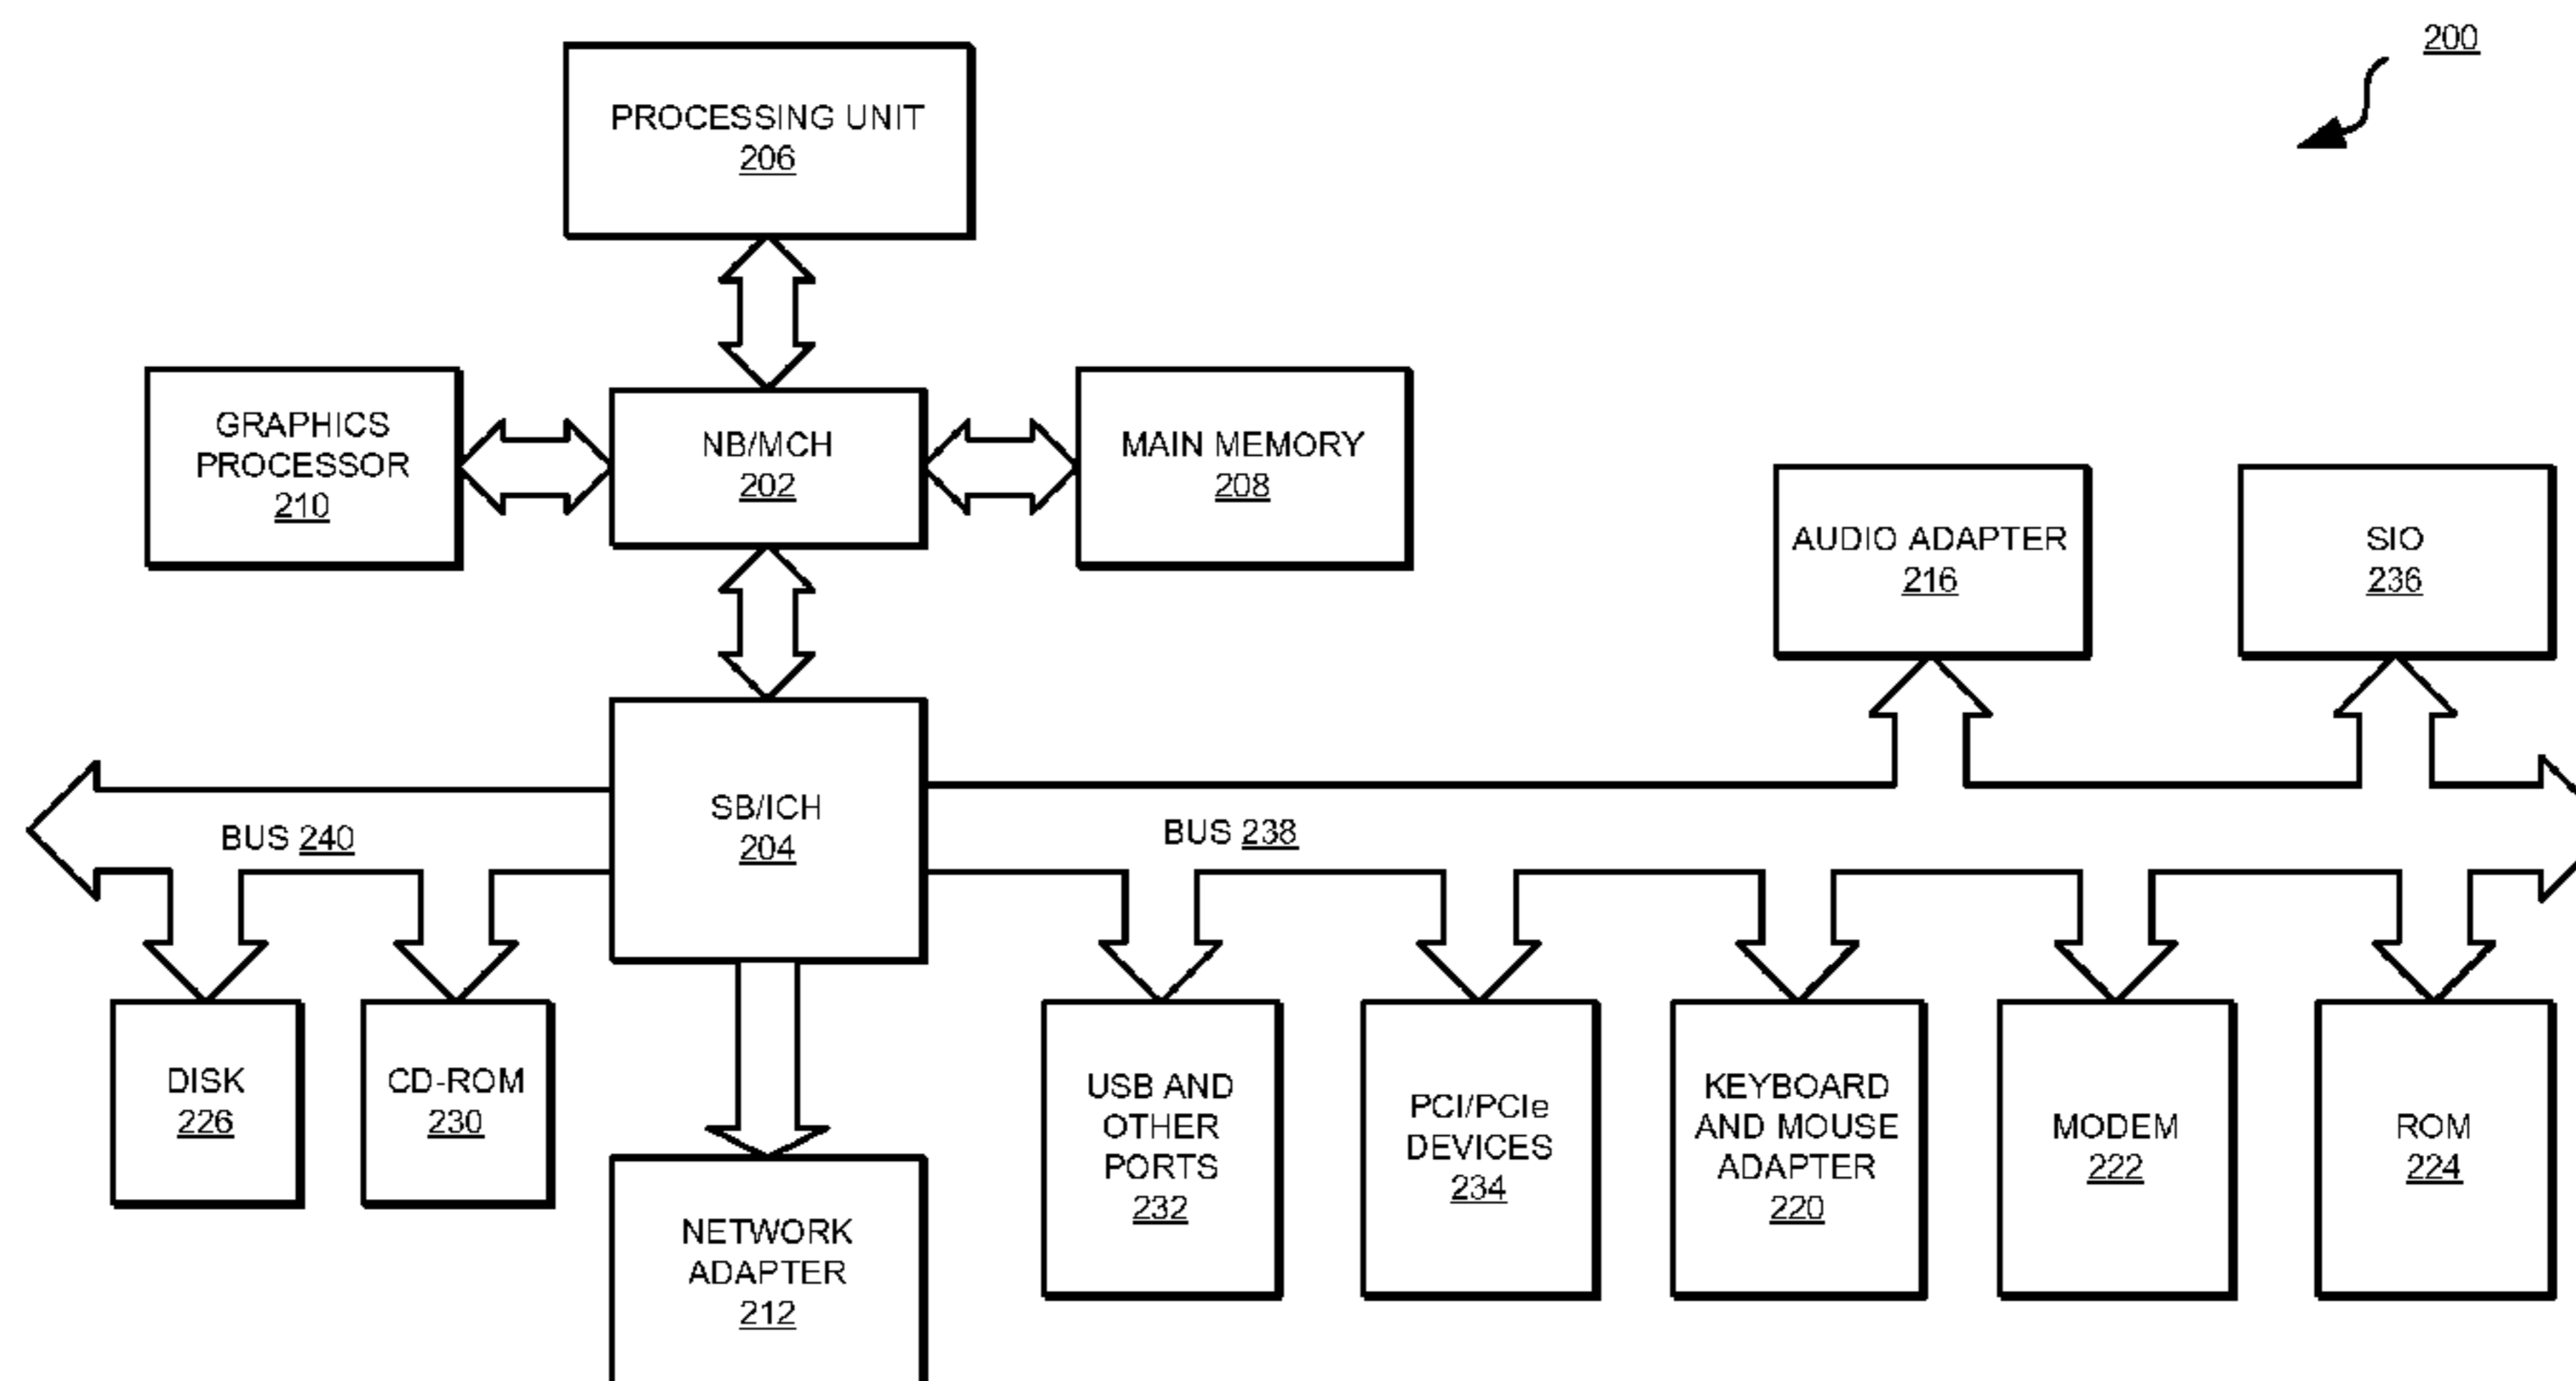 200
PROCESSING UNIT
206
GRAPHICS
PROCESSOR
210
NB/MCH
202
MAIN MEMORY
208
AUDIO ADAPTER
216
SIO
236
SB/ICH
204
BUS 240
BUS 238
DISK
226
CD-ROM
230
NETWORK
ADAPTER
212
USB AND
OTHER
PORTS
232
PCI/PCIe
DEVICES
234
KEYBOARD
AND MOUSE
ADAPTER
220
MODEM
222
ROM
224